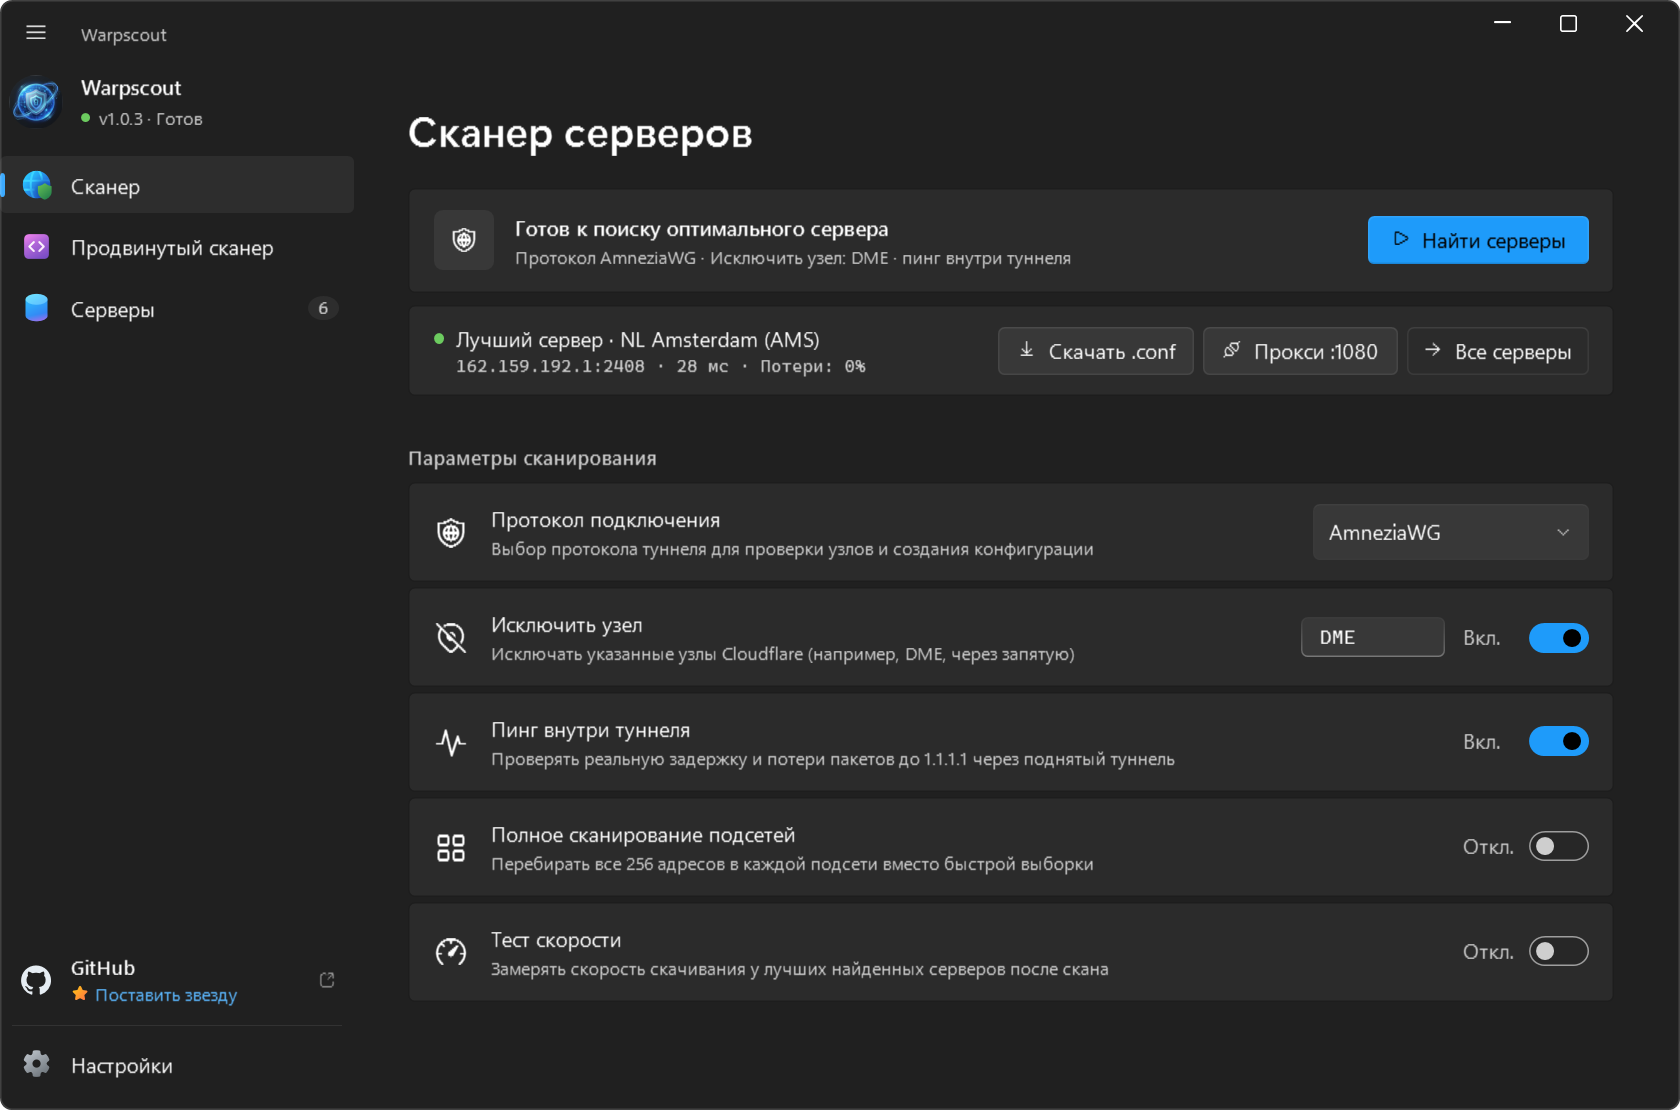 Warpscout
Warpscout
v1.0.3 · Готов
Сканер
Продвинутый сканер
Серверы
6
GitHub
Поставить звезду
Настройки
Сканер серверов
Готов к поиску оптимального сервера
Протокол AmneziaWG · Исключить узел: DME · пинг внутри туннеля
Найти серверы
Лучший сервер · NL Amsterdam (AMS)
162.159.192.1:2408 · 28 мс · Потери: 0%
Скачать .conf
Прокси :1080
Все серверы
Параметры сканирования
Протокол подключения
Выбор протокола туннеля для проверки узлов и создания конфигурации
AmneziaWG
Исключить узел
Исключать указанные узлы Cloudflare (например, DME, через запятую)
DME
Вкл.
Пинг внутри туннеля
Проверять реальную задержку и потери пакетов до 1.1.1.1 через поднятый туннель
Вкл.
Полное сканирование подсетей
Перебирать все 256 адресов в каждой подсети вместо быстрой выборки
Откл.
Тест скорости
Замерять скорость скачивания у лучших найденных серверов после скана
Откл.